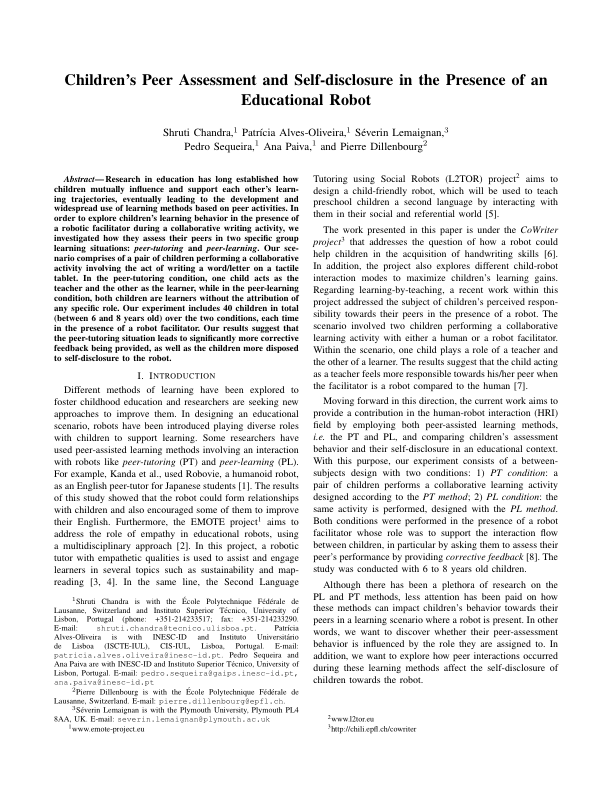 Children's Peer Assessment and Self-disclosure in the Presence of an
Educational Robot
Shruti Chandra,1 Patrícia Alves-Oliveira,1 Séverin Lemaignan,3
Pedro Sequeira,1 Ana Paiva,1 and Pierre Dillenbourg2
Abstract— Research in education has long established how
children mutually influence and support each other's learn-
ing trajectories, eventually leading to the development and
widespread use of learning methods based on peer activities. In
order to explore children's learning behavior in the presence of
a robotic facilitator during a collaborative writing activity, we
investigated how they assess their peers in two specific group
learning situations: peer-tutoring and peer-learning. Our sce-
nario comprises of a pair of children performing a collaborative
activity involving the act of writing a word/letter on a tactile
tablet. In the peer-tutoring condition, one child acts as the
teacher and the other as the learner, while in the peer-learning
condition, both children are learners without the attribution of
any specific role. Our experiment includes 40 children in total
(between 6 and 8 years old) over the two conditions, each time
in the presence of a robot facilitator. Our results suggest that
the peer-tutoring situation leads to significantly more corrective
feedback being provided, as well as the children more disposed
to self-disclosure to the robot.
I. INTRODUCTION
Different methods of learning have been explored to
foster childhood education and researchers are seeking new
approaches to improve them. In designing an educational
scenario, robots have been introduced playing diverse roles
with children to support learning. Some researchers have
used peer-assisted learning methods involving an interaction
with robots like peer-tutoring (PT) and peer-learning (PL).
For example, Kanda et al., used Robovie, a humanoid robot,
as an English peer-tutor for Japanese students [1]. The results
of this study showed that the robot could form relationships
with children and also encouraged some of them to improve
their English. Furthermore, the EMOTE project1 aims to
address the role of empathy in educational robots, using
a multidisciplinary approach [2]. In this project, a robotic
tutor with empathetic qualities is used to assist and engage
learners in several topics such as sustainability and map-
reading [3, 4]. In the same line, the Second Language
1Shruti Chandra is with the École Polytechnique Fédérale de
Lausanne, Switzerland and Instituto Superior Técnico, University of
Lisbon, Portugal (phone: +351-214233517; fax: +351-214233290.
E-mail: shruti.chandra@tecnico.ulisboa.pt. Patrícia
Alves-Oliveira is with INESC-ID and Instituto Universitário
de Lisboa (ISCTE-IUL), CIS-IUL, Lisbon, Portugal. E-mail:
patricia.alves.oliveira@inesc-id.pt. Pedro Sequeira and
Ana Paiva are with INESC-ID and Instituto Superior Técnico, University of
Lisbon, Portugal. E-mail: pedro.sequeira@gaips.inesc-id.pt,
ana.paiva@inesc-id.pt
2Pierre Dillenbourg is with the École Polytechnique Fédérale de
Lausanne, Switzerland. E-mail: pierre.dillenbourg@epfl.ch.
3Séverin Lemaignan is with the Plymouth University, Plymouth PL4
8AA, UK. E-mail: severin.lemaignan@plymouth.ac.uk
1www.emote-project.eu
Tutoring using Social Robots (L2TOR) project2 aims to
design a child-friendly robot, which will be used to teach
preschool children a second language by interacting with
them in their social and referential world [5].
The work presented in this paper is under the CoWriter
project3 that addresses the question of how a robot could
help children in the acquisition of handwriting skills [6].
In addition, the project also explores different child-robot
interaction modes to maximize children's learning gains.
Regarding learning-by-teaching, a recent work within this
project addressed the subject of children's perceived respon-
sibility towards their peers in the presence of a robot. The
scenario involved two children performing a collaborative
learning activity with either a human or a robot facilitator.
Within the scenario, one child plays a role of a teacher and
the other of a learner. The results suggest that the child acting
as a teacher feels more responsible towards his/her peer when
the facilitator is a robot compared to the human [7].
Moving forward in this direction, the current work aims to
provide a contribution in the human-robot interaction (HRI)
field by employing both peer-assisted learning methods,
i.e. the PT and PL, and comparing children's assessment
behavior and their self-disclosure in an educational context.
With this purpose, our experiment consists of a between-
subjects design with two conditions: 1) PT condition: a
pair of children performs a collaborative learning activity
designed according to the PT method; 2) PL condition: the
same activity is performed, designed with the PL method.
Both conditions were performed in the presence of a robot
facilitator whose role was to support the interaction flow
between children, in particular by asking them to assess their
peer's performance by providing corrective feedback [8]. The
study was conducted with 6 to 8 years old children.
Although there has been a plethora of research on the
PL and PT methods, less attention has been paid on how
these methods can impact children's behavior towards their
peers in a learning scenario where a robot is present. In other
words, we want to discover whether their peer-assessment
behavior is influenced by the role they are assigned to. In
addition, we want to explore how peer interactions occurred
during these learning methods affect the self-disclosure of
children towards the robot.
2www.l2tor.eu
3http://chili.epfl.ch/cowriter